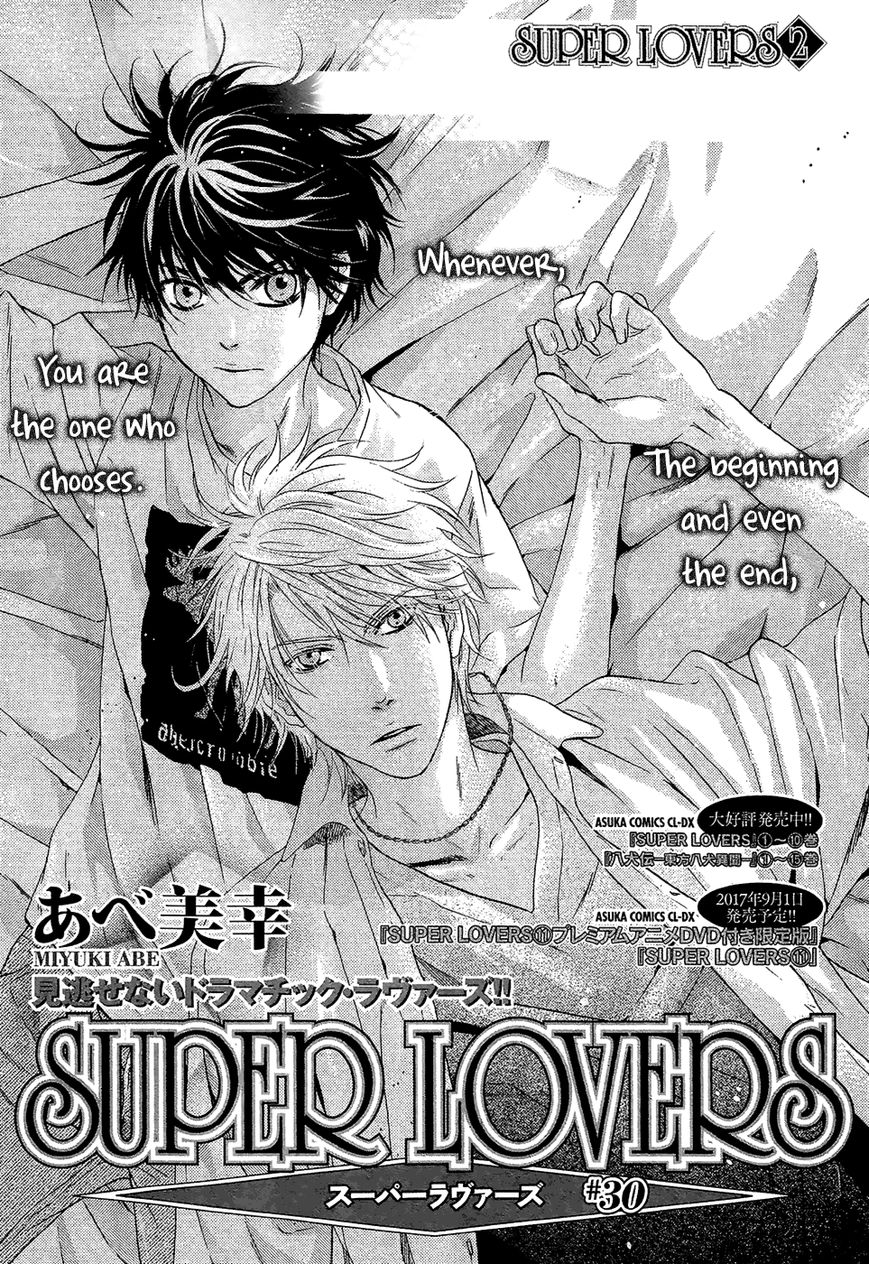 SUPER LOVERS 2
Whenever,
You are
the one who
chooses.
The beginning
and even
the end,
abercrombie
ASUKA COMICS CL-DX 大好評発売中!!
『SUPER LOVERS』①～⑩巻
『八犬伝―東方八犬異聞―』①～⑮巻
ASUKA COMICS CL-DX 2017年9月1日
発売予定!!
『SUPER LOVERS⑪プレミアムアニメDVD付き限定版』
『SUPER LOVERS⑪』
あべ美幸
MIYUKI ABE
見逃せないドラマチック・ラヴァーズ!!
SUPER LOVERS
スーパーラヴァーズ #30